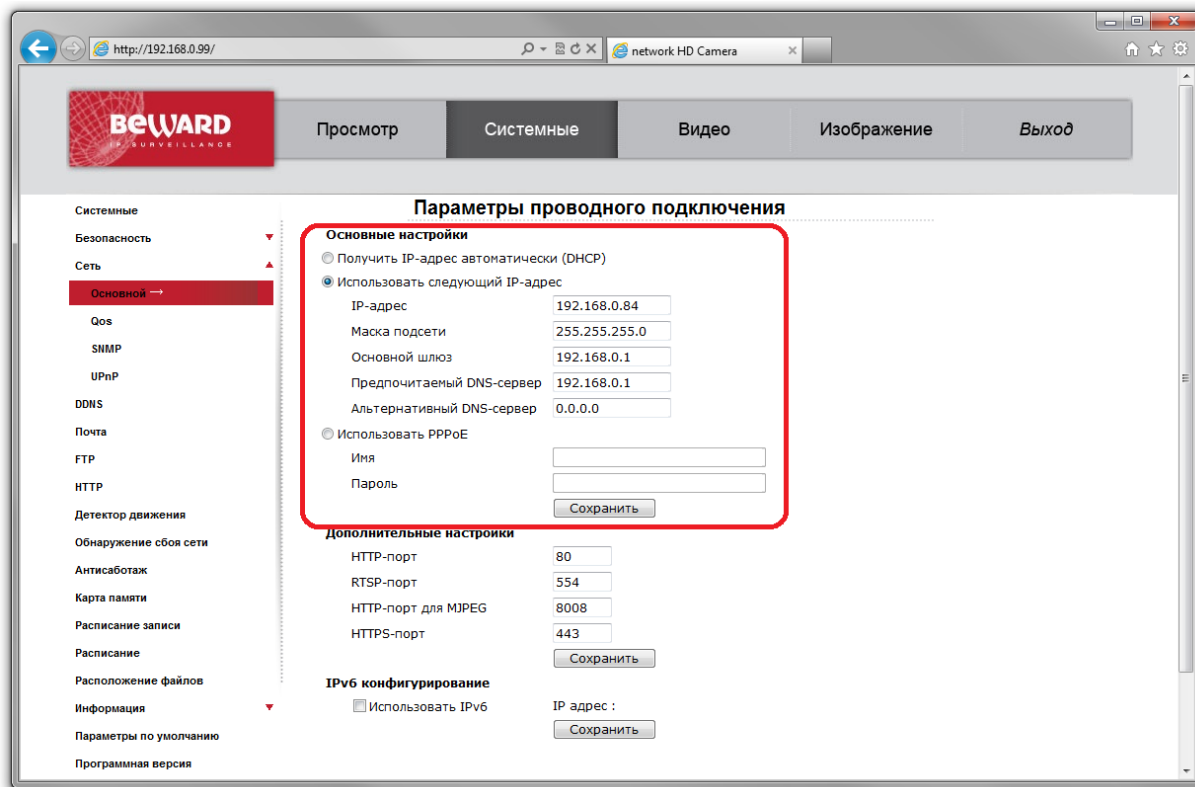 http://192.168.0.99/
network HD Camera
BEWARD
IP SURVEILLANCE
Просмотр Системные Видео Изображение Выход
Параметры проводного подключения
Системные
Безопасность
Сеть
Основной →
Qos
SNMP
UPnP
DDNS
Почта
FTP
HTTP
Детектор движения
Обнаружение сбоя сети
Антисаботаж
Карта памяти
Расписание записи
Расписание
Расположение файлов
Информация
Параметры по умолчанию
Программная версия
Основные настройки
Получить IP-адрес автоматически (DHCP)
Использовать следующий IP-адрес
IP-адрес 192.168.0.84
Маска подсети 255.255.255.0
Основной шлюз 192.168.0.1
Предпочитаемый DNS-сервер 192.168.0.1
Альтернативный DNS-сервер 0.0.0.0
Использовать PPPoE
Имя
Пароль
Сохранить
Дополнительные настройки
HTTP-порт 80
RTSP-порт 554
HTTP-порт для MJPEG 8008
HTTPS-порт 443
Сохранить
IPv6 конфигурирование
Использовать IPv6 IP адрес :
Сохранить